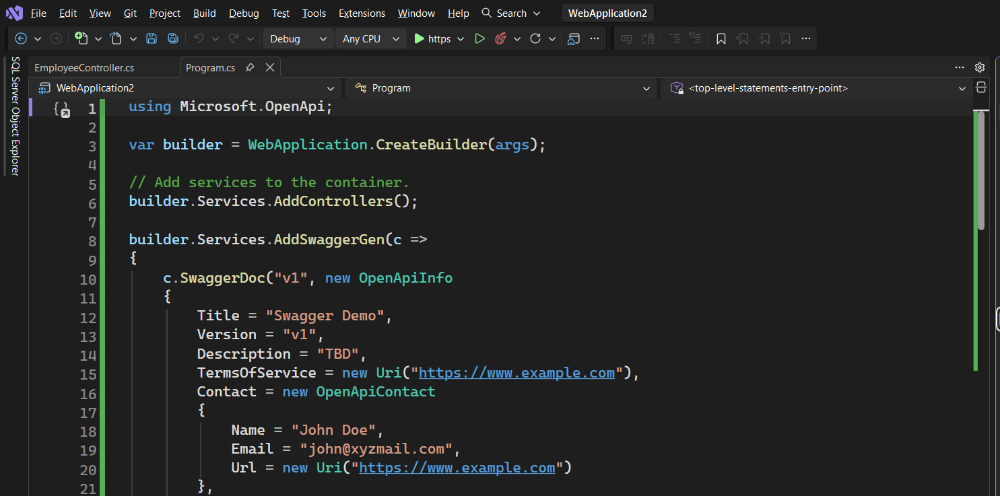 File Edit View Git Project Build Debug Test Tools Extensions Window Help Search WebApplication2
Debug Any CPU https
SQL Server Object Explorer
EmployeeController.cs Program.cs
WebApplication2 Program <top-level-statements-entry-point>
1 using Microsoft.OpenApi;
2
3 var builder = WebApplication.CreateBuilder(args);
4
5 // Add services to the container.
6 builder.Services.AddControllers();
7
8 builder.Services.AddSwaggerGen(c =>
9 {
10 c.SwaggerDoc("v1", new OpenApiInfo
11 {
12 Title = "Swagger Demo",
13 Version = "v1",
14 Description = "TBD",
15 TermsOfService = new Uri("https://www.example.com"),
16 Contact = new OpenApiContact
17 {
18 Name = "John Doe",
19 Email = "john@xyzmail.com",
20 Url = new Uri("https://www.example.com")
21 },